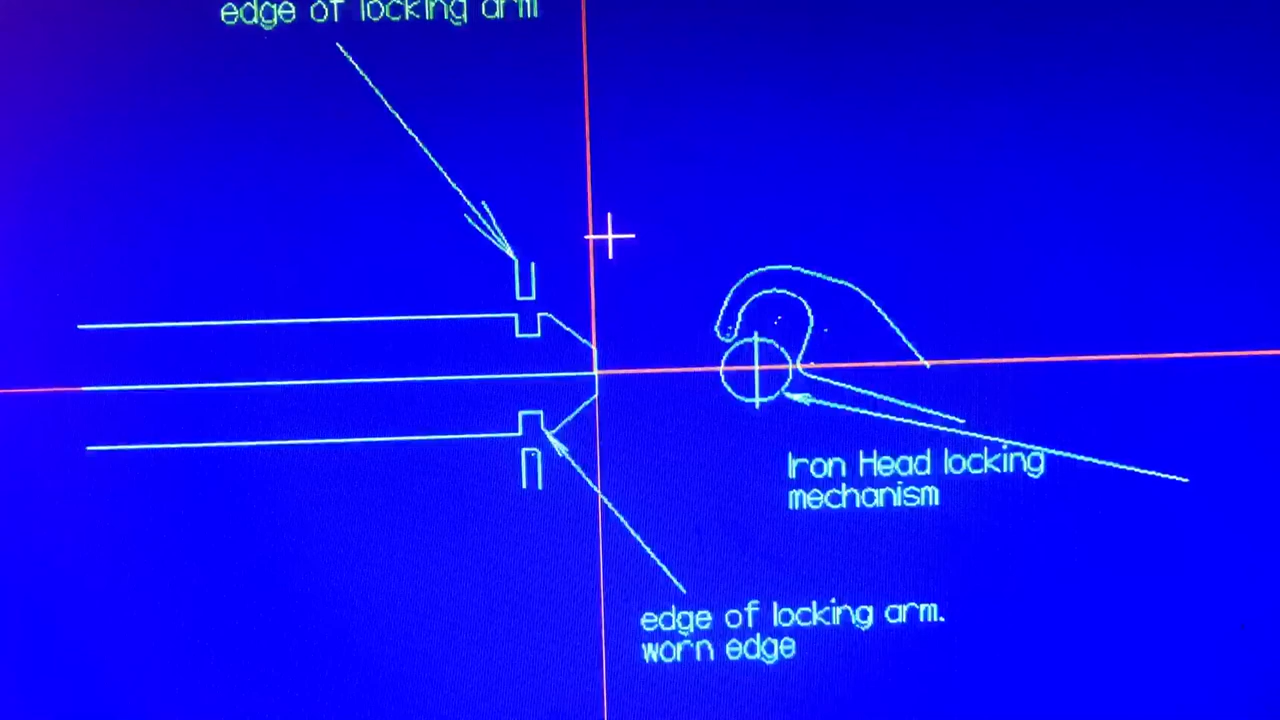 edge of locking arm
Iron Head locking
mechanism
edge of locking arm.
worn edge